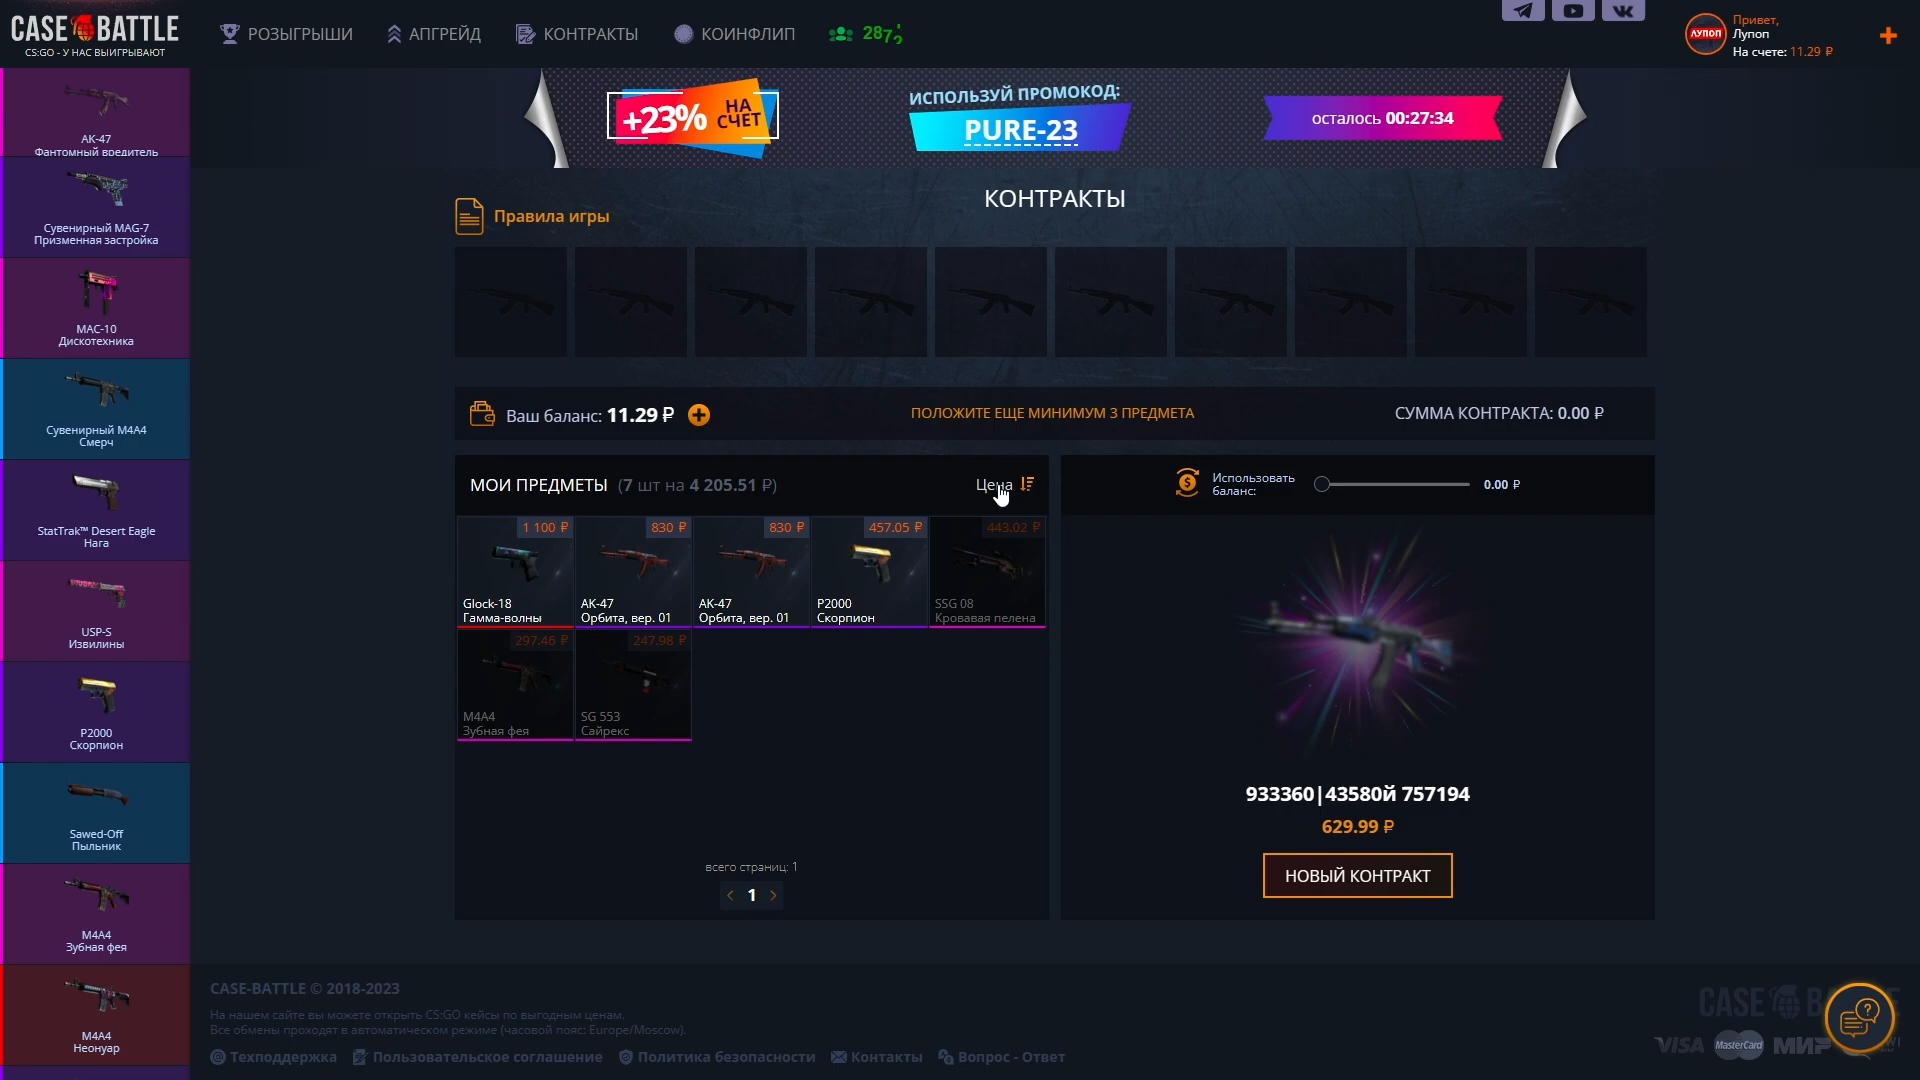 CASE BATTLE
CS:GO - У НАС ВЫИГРЫВАЮТ
РОЗЫГРЫШИ
АПГРЕЙД
КОНТРАКТЫ
КОИНФЛИП
ЛУПОП
Привет,
Лупоп
На счете: 11.29 ₽
+23% НА СЧЕТ
ИСПОЛЬЗУЙ ПРОМОКОД:
PURE-23
осталось 00:27:34
AK-47
Фантомный вредитель
Сувенирный MAG-7
Призменная застройка
MAC-10
Дискотехника
Сувенирный M4A4
Смерч
StatTrak™ Desert Eagle
Нага
USP-S
Извилины
P2000
Скорпион
Sawed-Off
Пыльник
M4A4
Зубная фея
M4A4
Неонуар
КОНТРАКТЫ
Правила игры
Ваш баланс: 11.29 ₽
ПОЛОЖИТЕ ЕЩЕ МИНИМУМ 3 ПРЕДМЕТА
СУММА КОНТРАКТА: 0.00 ₽
МОИ ПРЕДМЕТЫ (7 шт на 4 205.51 ₽)
Цена
1 100 ₽
Glock-18
Гамма-волны
830 ₽
AK-47
Орбита, вер. 01
830 ₽
AK-47
Орбита, вер. 01
457.05 ₽
P2000
Скорпион
443.02 ₽
SSG 08
Кровавая пелена
297.46 ₽
M4A4
Зубная фея
247.98 ₽
SG 553
Сайрекс
всего страниц: 1
1
Использовать
баланс:
0.00 ₽
933360|43580й 757194
629.99 ₽
НОВЫЙ КОНТРАКТ
CASE-BATTLE © 2018-2023
На нашем сайте вы можете открыть CS:GO кейсы по выгодным ценам.
Все обмены проходят в автоматическом режиме (часовой пояс: Europe/Moscow).
Техподдержка
Пользовательское соглашение
Политика безопасности
Контакты
Вопрос - Ответ
VISA
MasterCard
МИР